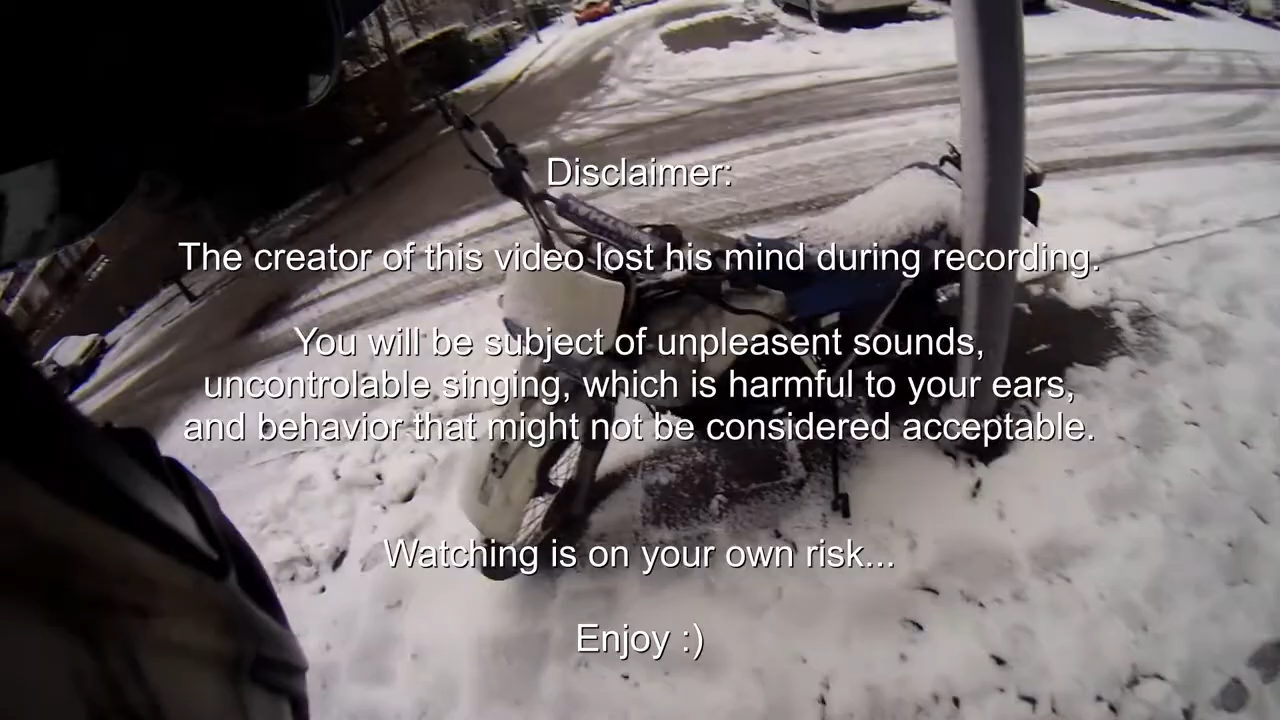 Disclaimer:
The creator of this video lost his mind during recording.
You will be subject of unpleasent sounds,
uncontrolable singing, which is harmful to your ears,
and behavior that might not be considered acceptable.
Watching is on your own risk...
Enjoy :)